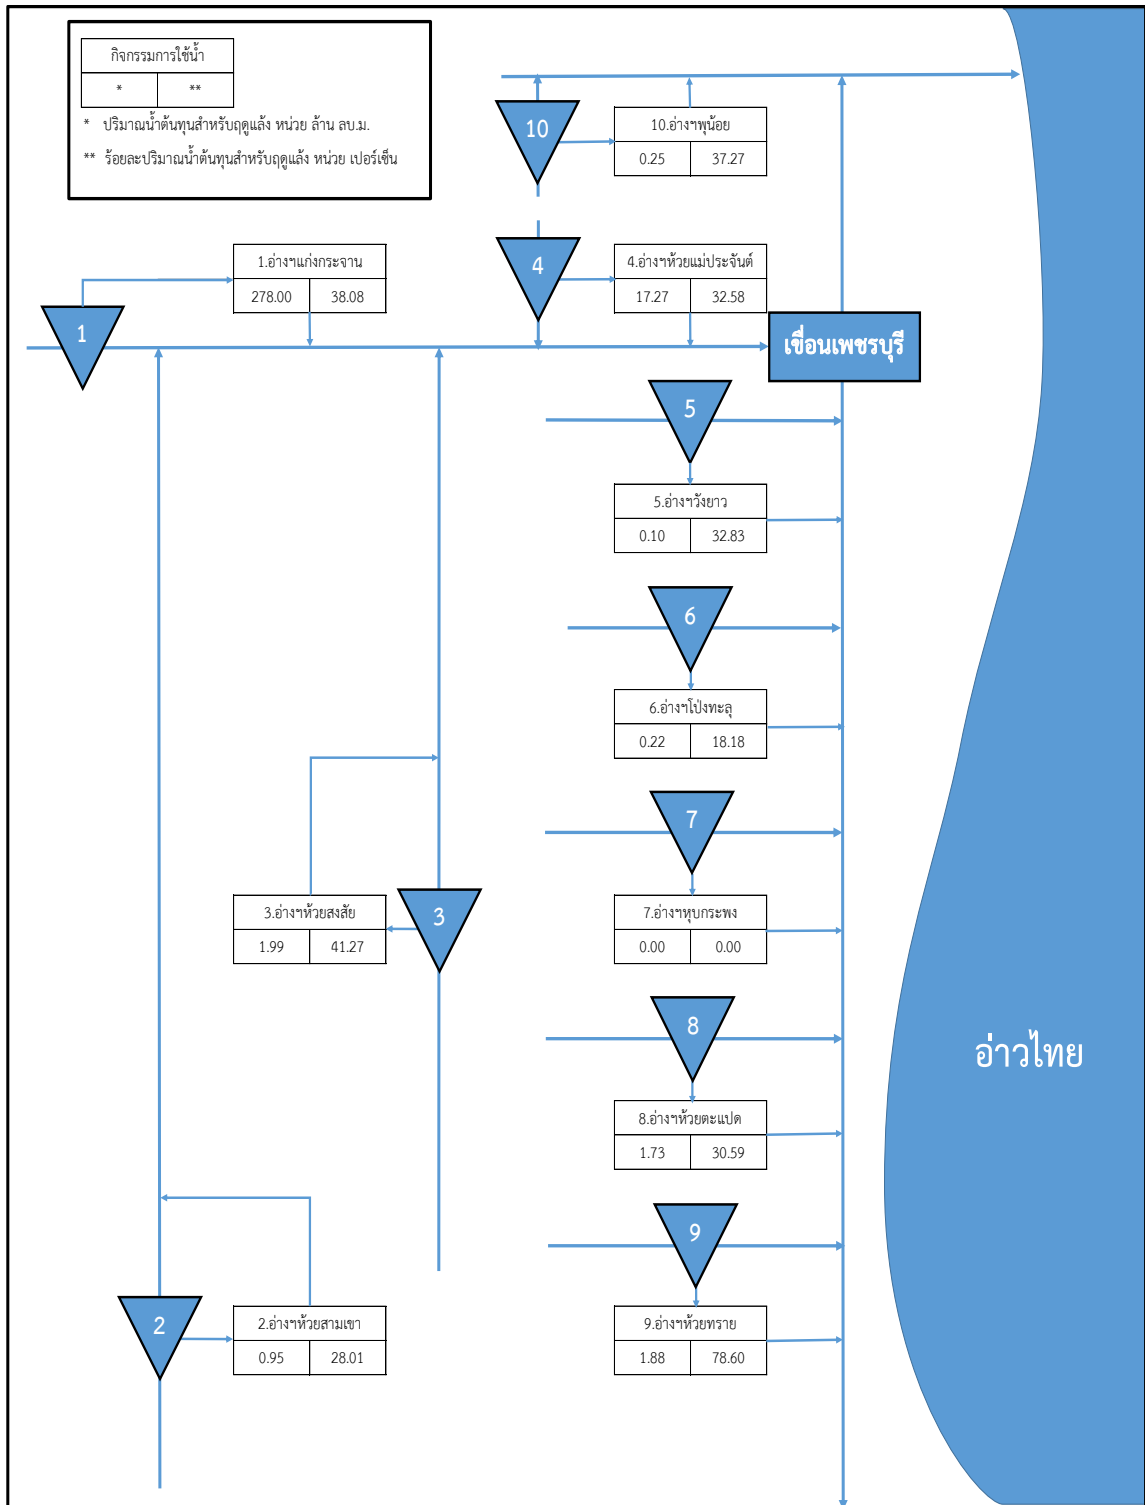 กิจกรรมการใช้น้ำ
* **
* ปริมาณน้ำต้นทุนสำหรับฤดูแล้ง หน่วย ล้าน ลบ.ม.
** ร้อยละปริมาณน้ำต้นทุนสำหรับฤดูแล้ง หน่วย เปอร์เซ็น
10
10.อ่างฯพุน้อย
0.25 37.27
1
1.อ่างฯแก่งกระจาน
278.00 38.08
4
4.อ่างฯห้วยแม่ประจันต์
17.27 32.58
เขื่อนเพชรบุรี
5
5.อ่างฯวังยาว
0.10 32.83
6
6.อ่างฯโป่งทะลุ
0.22 18.18
7
7.อ่างฯหุบกระพง
0.00 0.00
3
3.อ่างฯห้วยสงสัย
1.99 41.27
8
8.อ่างฯห้วยตะแปด
1.73 30.59
อ่าวไทย
9
9.อ่างฯห้วยทราย
1.88 78.60
2
2.อ่างฯห้วยสามเขา
0.95 28.01